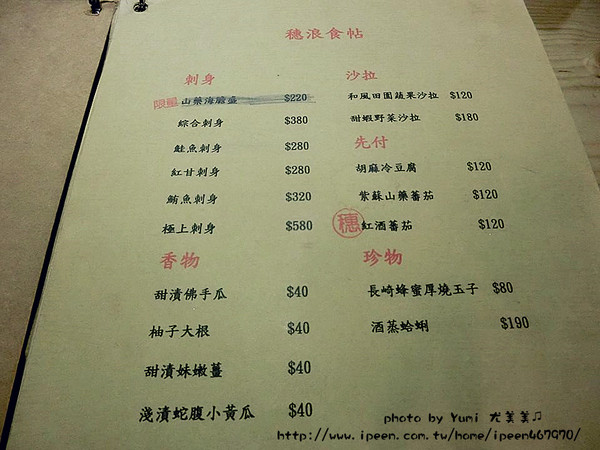 穗浪食帖
刺身
限量 山藥海膽盛 $220
綜合刺身 $380
鮭魚刺身 $280
紅甘刺身 $280
鮪魚刺身 $320
極上刺身 $580
香物
甜漬佛手瓜 $40
柚子大根 $40
甜漬妹嫩薑 $40
淺漬蛇腹小黃瓜 $40
沙拉
和風田園蔬果沙拉 $120
甜蝦野菜沙拉 $180
先付
胡麻冷豆腐 $120
紫蘇山藥蕃茄 $120
穗 紅酒蕃茄 $120
珍物
長崎蜂蜜厚燒玉子 $80
酒蒸蛤蜊 $190
photo by Yumi 尤美美♫
http://www.ipeen.com.tw/home/ipeen467970/